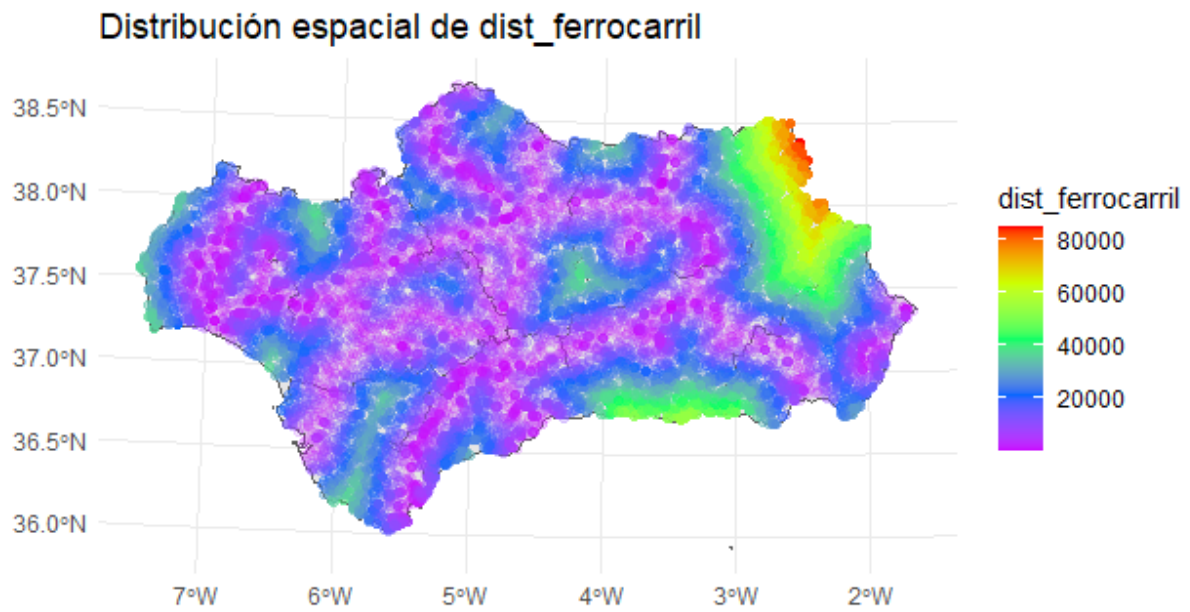 Distribución espacial de dist_ferrocarril
38.5°N
38.0°N
37.5°N
37.0°N
36.5°N
36.0°N
7°W 6°W 5°W 4°W 3°W 2°W
dist_ferrocarril
80000
60000
40000
20000